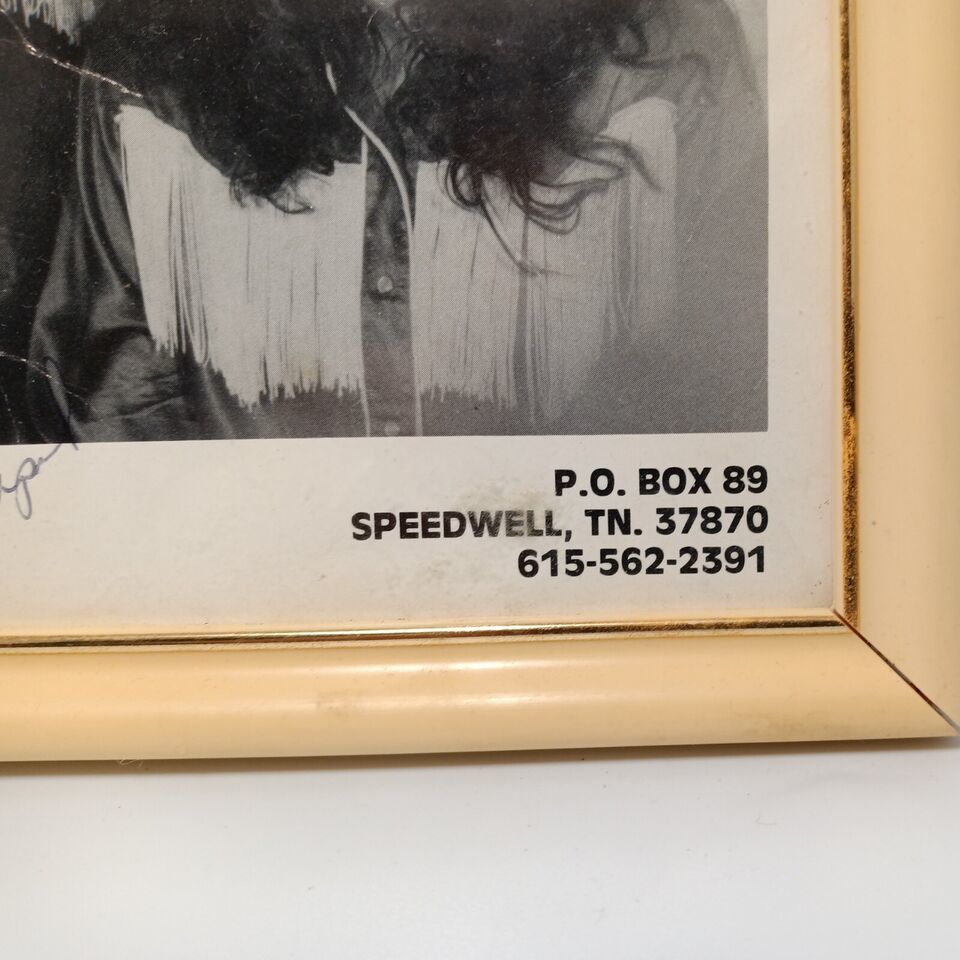 P.O. BOX 89
SPEEDWELL, TN. 37870
615-562-2391